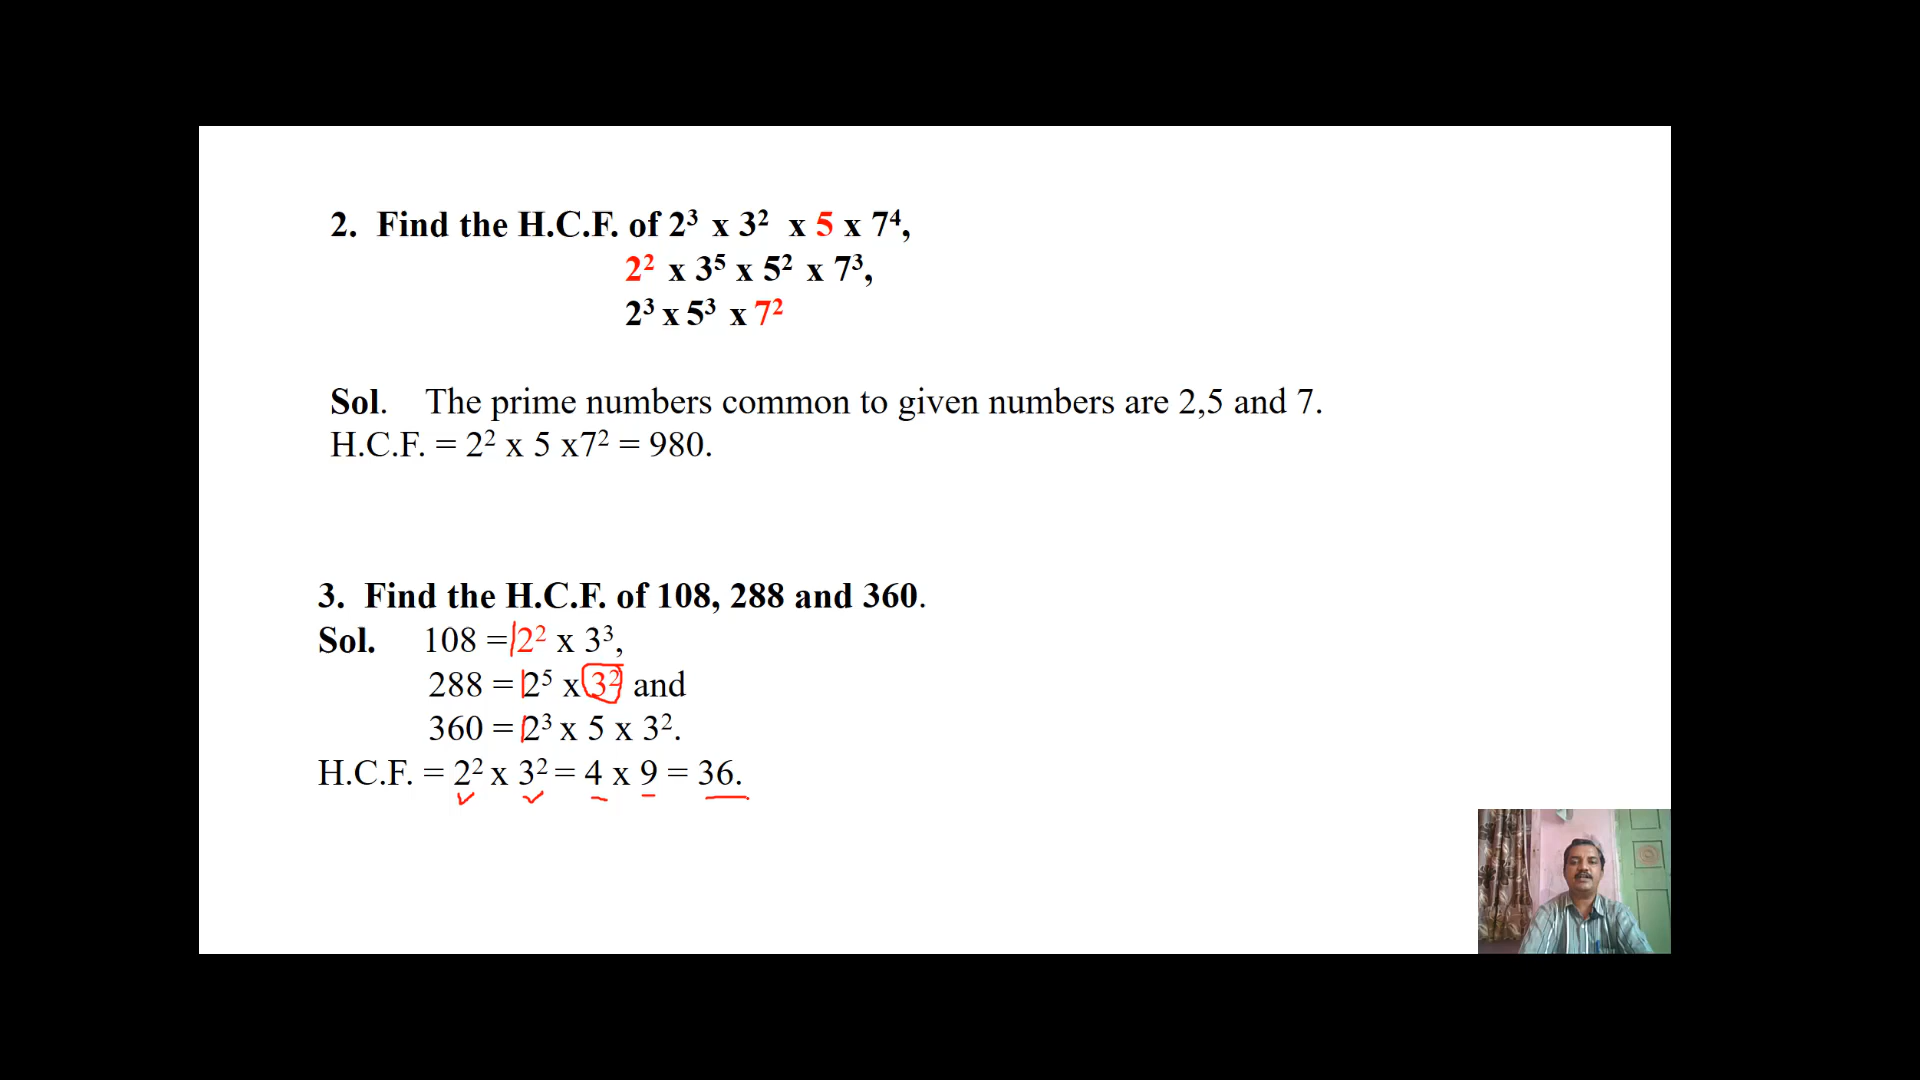 2. Find the H.C.F. of 2³ x 3² x 5 x 7⁴,
2² x 3⁵ x 5² x 7³,
2³ x 5³ x 7²
Sol. The prime numbers common to given numbers are 2,5 and 7.
H.C.F. = 2² x 5 x7² = 980.
3. Find the H.C.F. of 108, 288 and 360.
Sol. 108 = 2² x 3³,
288 = 2⁵ x 3² and
360 = 2³ x 5 x 3².
H.C.F. = 2² x 3² = 4 x 9 = 36.